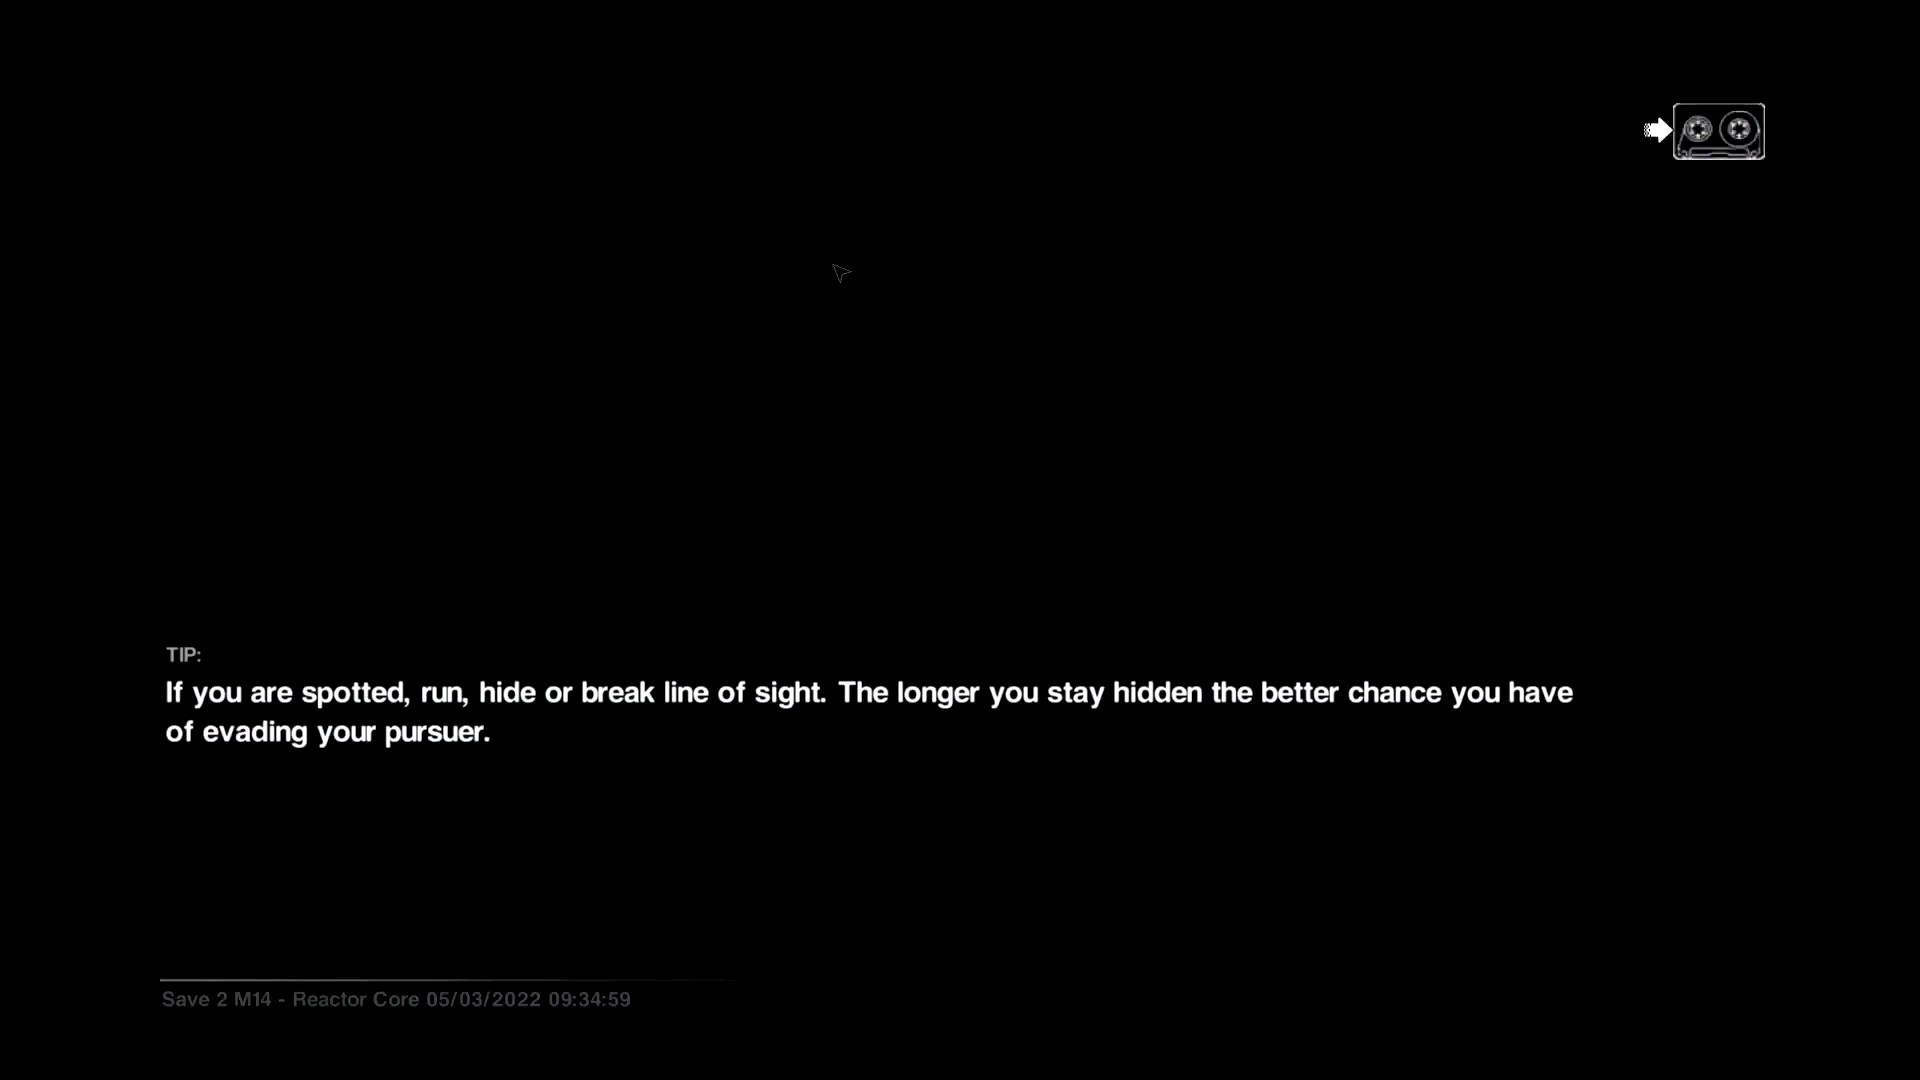 TIP:
If you are spotted, run, hide or break line of sight. The longer you stay hidden the better chance you have
of evading your pursuer.
Save 2 M14 - Reactor Core 05/03/2022 09:34:59